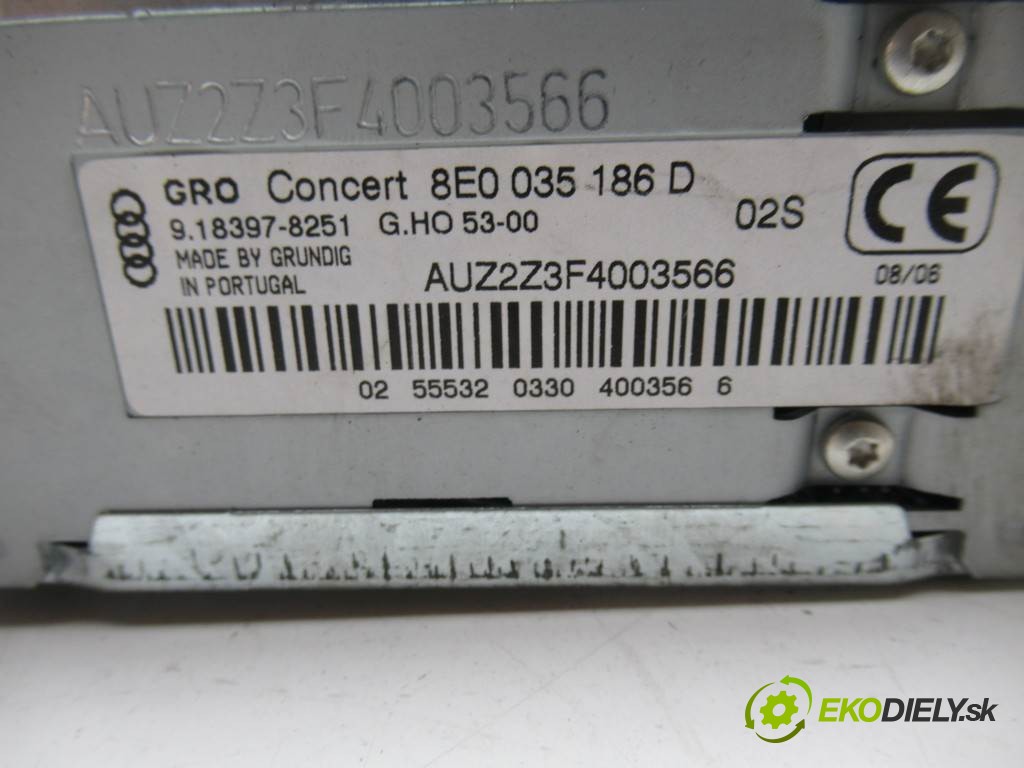 AUZ2Z3F4003566
GRO Concert 8E0 035 186 D
9.18397-8251 G.HO 53-00
02S
CE
MADE BY GRUNDIG
IN PORTUGAL
AUZ2Z3F4003566
08/06
02 55532 0330 400356 6
EKODIELY.sk